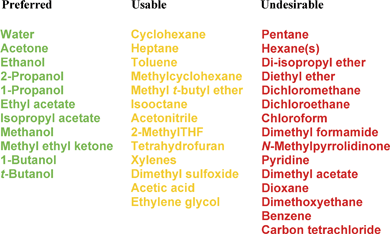 Preferred Usable Undesirable
Water Cyclohexane Pentane
Acetone Heptane Hexane(s)
Ethanol Toluene Di-isopropyl ether
2-Propanol Methylcyclohexane Diethyl ether
1-Propanol Methyl t-butyl ether Dichloromethane
Ethyl acetate Isooctane Dichloroethane
Isopropyl acetate Acetonitrile Chloroform
Methanol 2-MethylTHF Dimethyl formamide
Methyl ethyl ketone Tetrahydrofuran N-Methylpyrrolidinone
1-Butanol Xylenes Pyridine
t-Butanol Dimethyl sulfoxide Dimethyl acetate
Acetic acid Dioxane
Ethylene glycol Dimethoxyethane
Benzene
Carbon tetrachloride